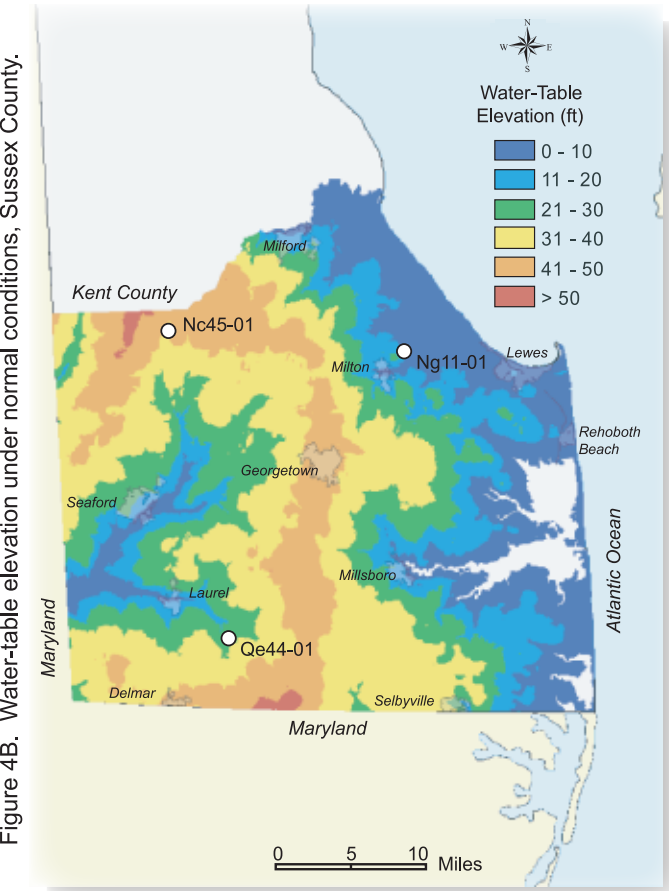 Figure 4B. Water-table elevation under normal conditions, Sussex County.
N
W E
S
Water-Table
Elevation (ft)
0 - 10
11 - 20
21 - 30
31 - 40
41 - 50
> 50
Milford
Kent County
Nc45-01
Ng11-01
Lewes
Milton
Rehoboth
Beach
Georgetown
Seaford
Atlantic Ocean
Millsboro
Laurel
Maryland
Qe44-01
Delmar
Selbyville
Maryland
0 5 10 Miles